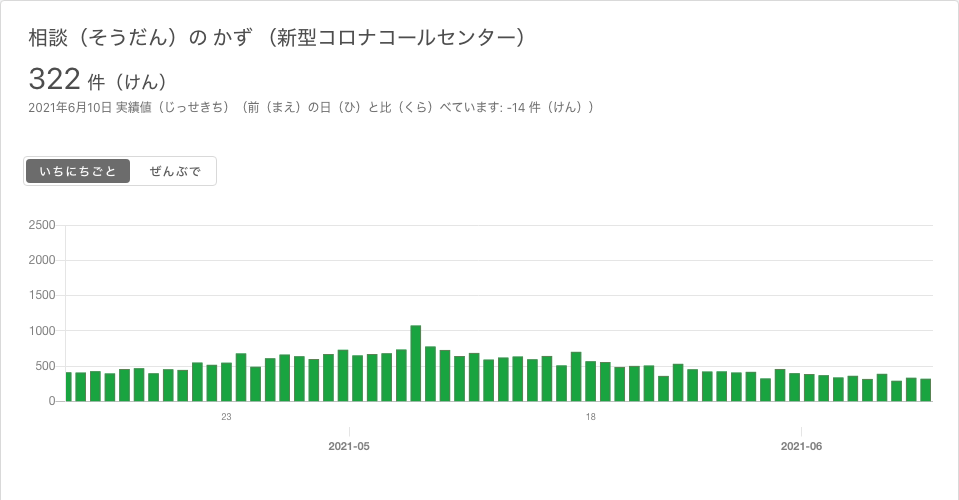 相談（そうだん）の かず （新型コロナコールセンター）
322 件（けん）
2021年6月10日 実績値（じっせきち）（前（まえ）の日（ひ）と比（くら）べています: -14 件（けん））
いちにちごと ぜんぶで
2500
2000
1500
1000
500
0
23 18
2021-05 2021-06